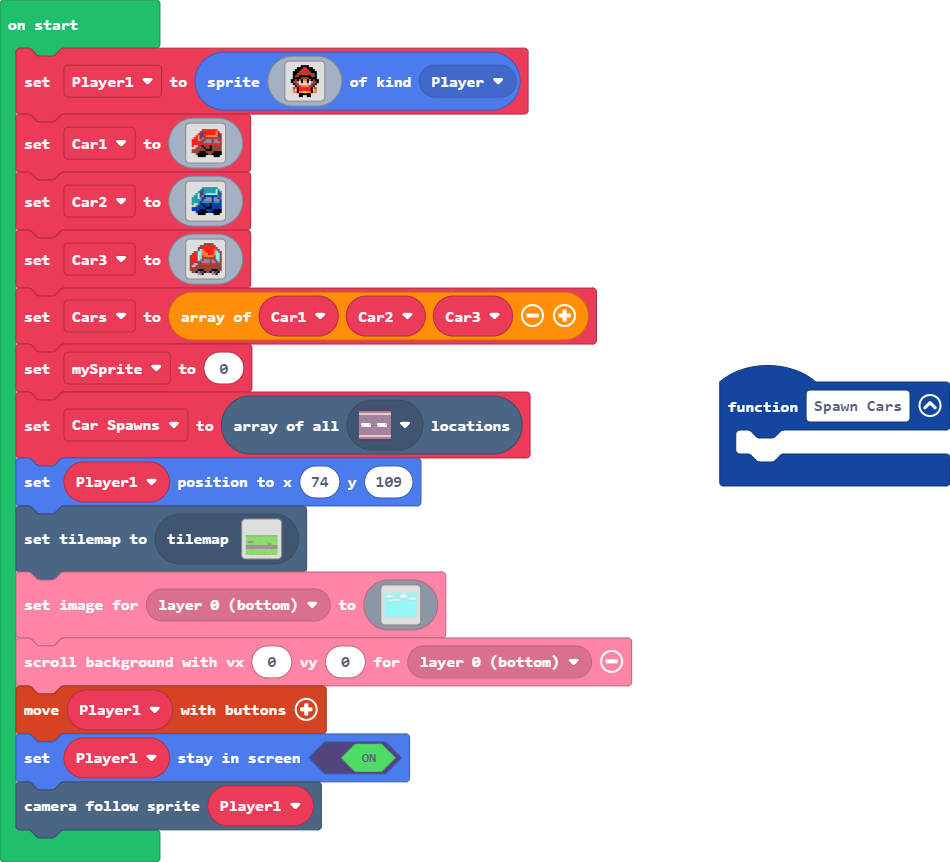 on start
set Player1 to sprite of kind Player
set Car1 to
set Car2 to
set Car3 to
set Cars to array of Car1 Car2 Car3
set mySprite to 0
set Car Spawns to array of all locations
function Spawn Cars
set Player1 position to x 74 y 109
set tilemap to tilemap
set image for layer 0 (bottom) to
scroll background with vx 0 vy 0 for layer 0 (bottom)
move Player1 with buttons
set Player1 stay in screen ON
camera follow sprite Player1